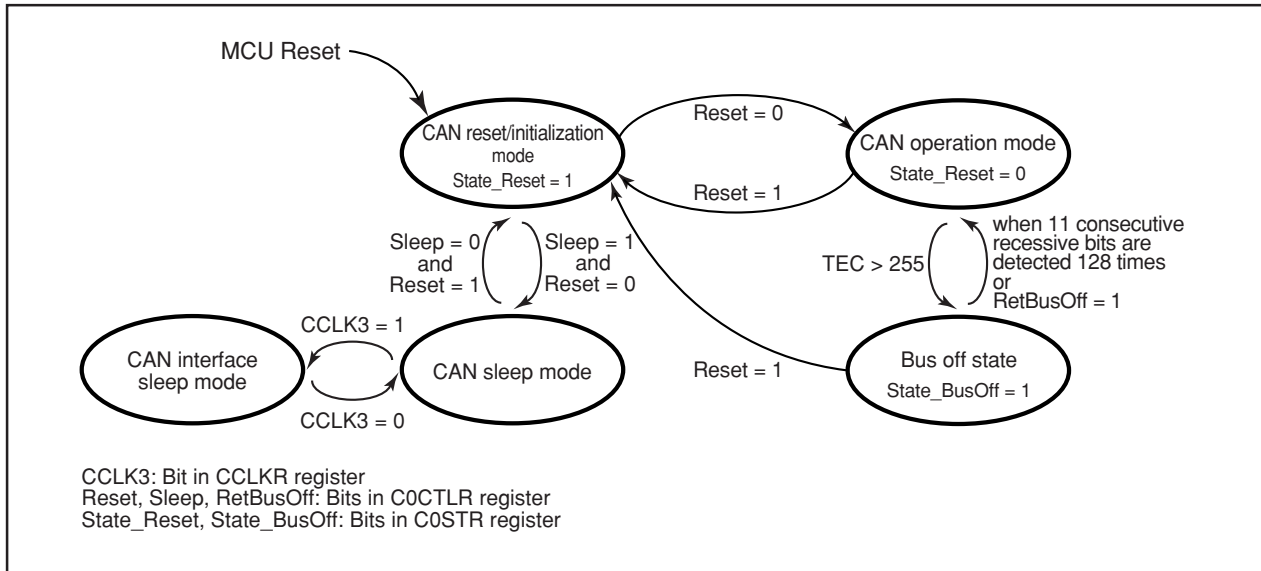 MCU Reset
CAN reset/initialization
mode
State_Reset = 1
Reset = 0
Reset = 1
CAN operation mode
State_Reset = 0
Sleep = 0
and
Reset = 1
Sleep = 1
and
Reset = 0
TEC > 255
when 11 consecutive
recessive bits are
detected 128 times
or
RetBusOff = 1
CAN interface
sleep mode
CCLK3 = 1
CCLK3 = 0
CAN sleep mode
Reset = 1
Bus off state
State_BusOff = 1
CCLK3: Bit in CCLKR register
Reset, Sleep, RetBusOff: Bits in C0CTLR register
State_Reset, State_BusOff: Bits in C0STR register